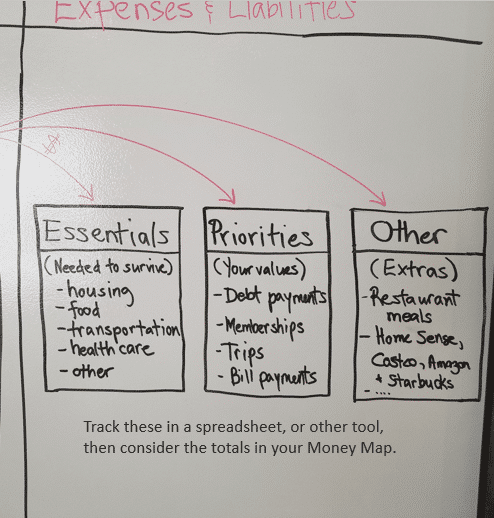 Expenses & Liabilities
$
Essentials
(Needed to survive)
- housing
- food
- transportation
- health care
- other
Priorities
(Your values)
- Debt payments
- Memberships
- Trips
- Bill payments
Other
(Extras)
- Restaurant
meals
- Home Sense,
Costco, Amazon
+ Starbucks
- ....
Track these in a spreadsheet, or other tool,
then consider the totals in your Money Map.